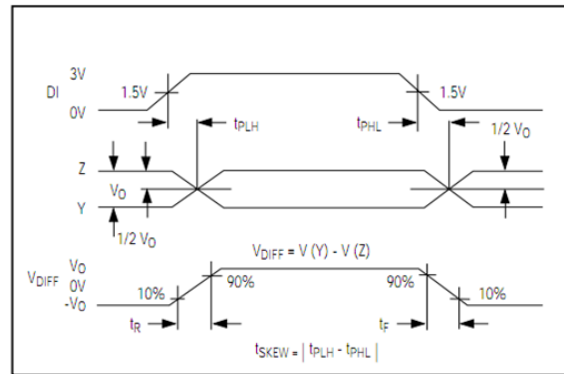 3V
DI
1.5V
1.5V
0V
tPLH
tPHL
1/2 VO
Z
VO
Y
1/2 VO
VDIFF = V (Y) - V (Z)
VO
VDIFF 0V
-VO
10%
90%
90%
10%
tR
tF
tSKEW = | tPLH - tPHL |